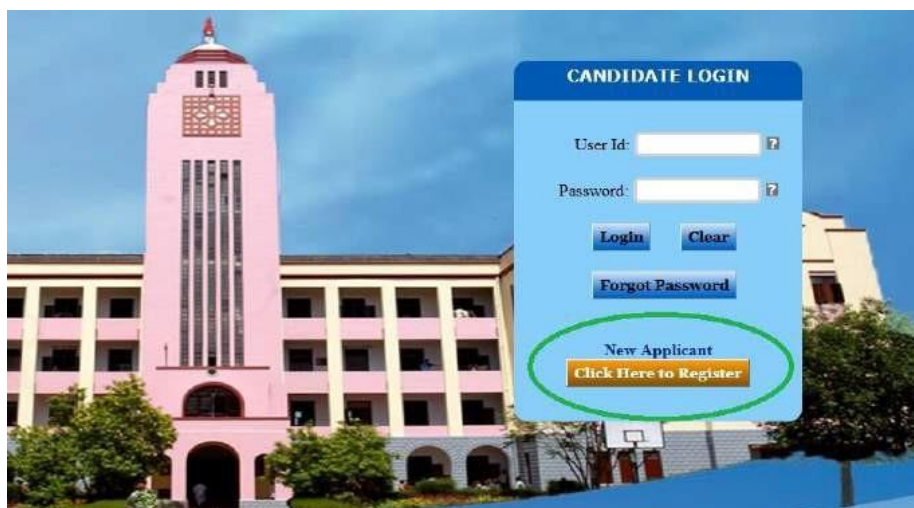 CANDIDATE LOGIN
User Id: ?
Password: ?
Login Clear
Forgot Password
New Applicant
Click Here to Register